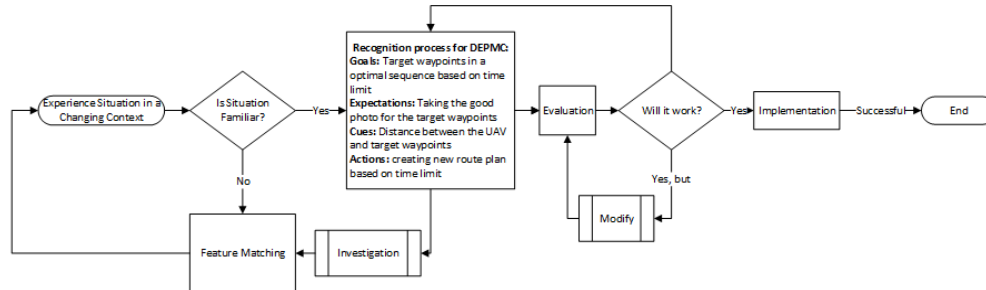 Experience Situation in a
Changing Context
Is Situation
Familiar?
Yes
No
Recognition process for DEPMC:
Goals: Target waypoints in a
optimal sequence based on time
limit
Expectations: Taking the good
photo for the target waypoints
Cues: Distance between the UAV
and target waypoints
Actions: creating new route plan
based on time limit
Evaluation
Will it work?
Yes
Implementation
Successful
End
Yes, but
Modify
Feature Matching
Investigation